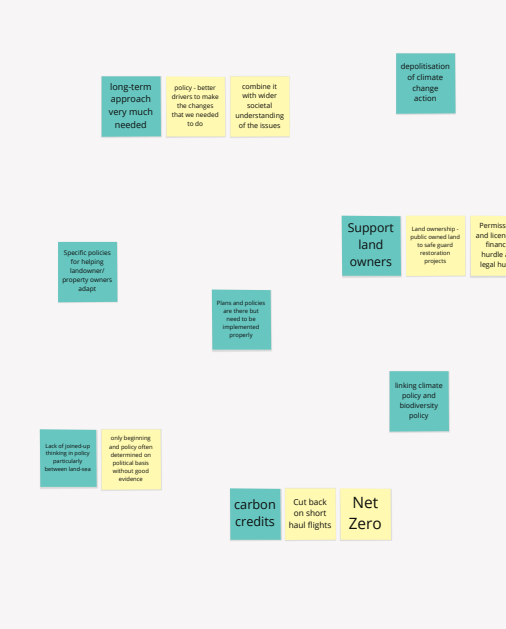 depolitisation
of climate
change
action
long-term
approach
very much
needed
policy - better
drivers to make
the changes
that we needed
to do
combine it
with wider
societal
understanding
of the issues
Support
land
owners
Land ownership -
public owned land
to safe guard
restoration
projects
and
hurdle
legal
Specific policies
for helping
landowner/
property owners
adapt
Plans and policies
are there but
need to be
implemented
properly
linking climate
policy and
biodiversity
policy
Lack of joined-up
thinking in policy
particularly
between land-sea
only beginning
and policy often
determined on
political basis
without good
evidence
carbon
credits
Cut back
on short
haul flights
Net
Zero